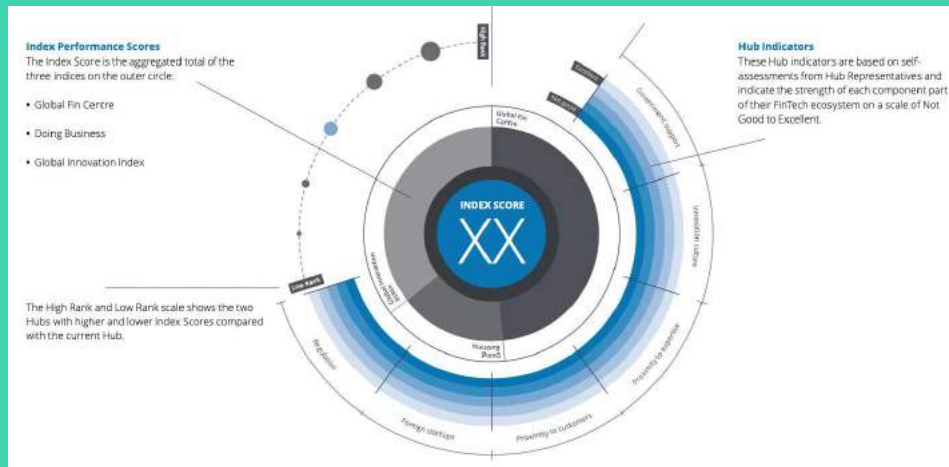 Index Performance Scores
The Index Score is the aggregated total of the
three indices on the outer circle:
• Global Fin Centre
• Doing Business
• Global Innovation Index
The High Rank and Low Rank scale shows the two
Hubs with higher and lower Index Scores compared
with the current Hub.
High Rank
Low Rank
Global Fin
Centre
Doing
Business
Global Innovation
Index
INDEX SCORE
XX
Excellent
Not good
Government support
Innovation culture
Proximity to expertise
Proximity to customers
Foreign startups
Regulation
Hub Indicators
These Hub indicators are based on self-
assessments from Hub Representatives and
indicate the strength of each component part
of their FinTech ecosystem on a scale of Not
Good to Excellent.